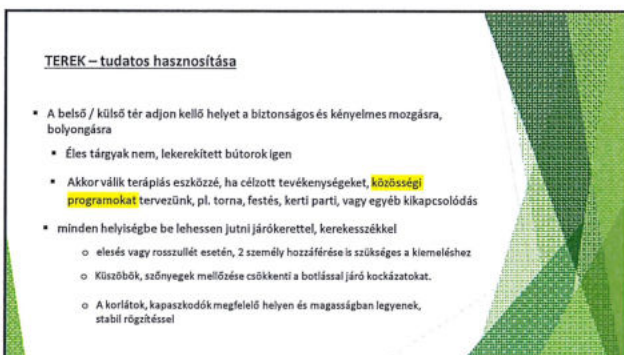 TEREK – tudatos hasznosítása
▪ A belső / külső tér adjon kellő helyet a biztonságos és kényelmes mozgásra,
bolyongásra
▪ Éles tárgyak nem, lekerekített bútorok igen
▪ Akkor válik terápiás eszközzé, ha célzott tevékenységeket, közösségi
programokat tervezünk, pl. torna, festés, kerti parti, vagy egyéb kikapcsolódás
▪ minden helyiségbe be lehessen jutni járókerettel, kerekesszékkel
o elesés vagy rosszullét esetén, 2 személy hozzáférése is szükséges a kiemeléshez
o Küszöbök, szőnyegek mellőzése csökkenti a botlással járó kockázatokat.
o A korlátok, kapaszkodók megfelelő helyen és magasságban legyenek,
stabil rögzítéssel